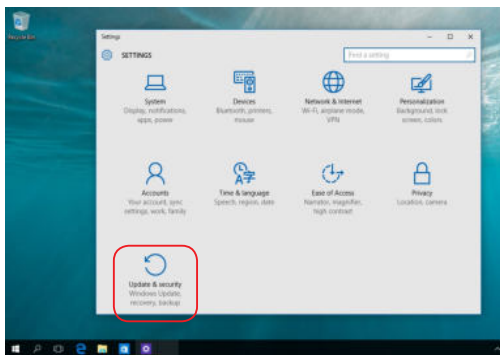 Recycle Bin
Settings
SETTINGS
Find a setting
System
Display, notifications,
apps, power
Devices
Bluetooth, printers,
mouse
Network & Internet
Wi-Fi, airplane mode,
VPN
Personalization
Background, lock
screen, colors
Accounts
Your account, sync
settings, work, family
Time & language
Speech, region, date
Ease of Access
Narrator, magnifier,
high contrast
Privacy
Location, camera
Update & security
Windows Update,
recovery, backup